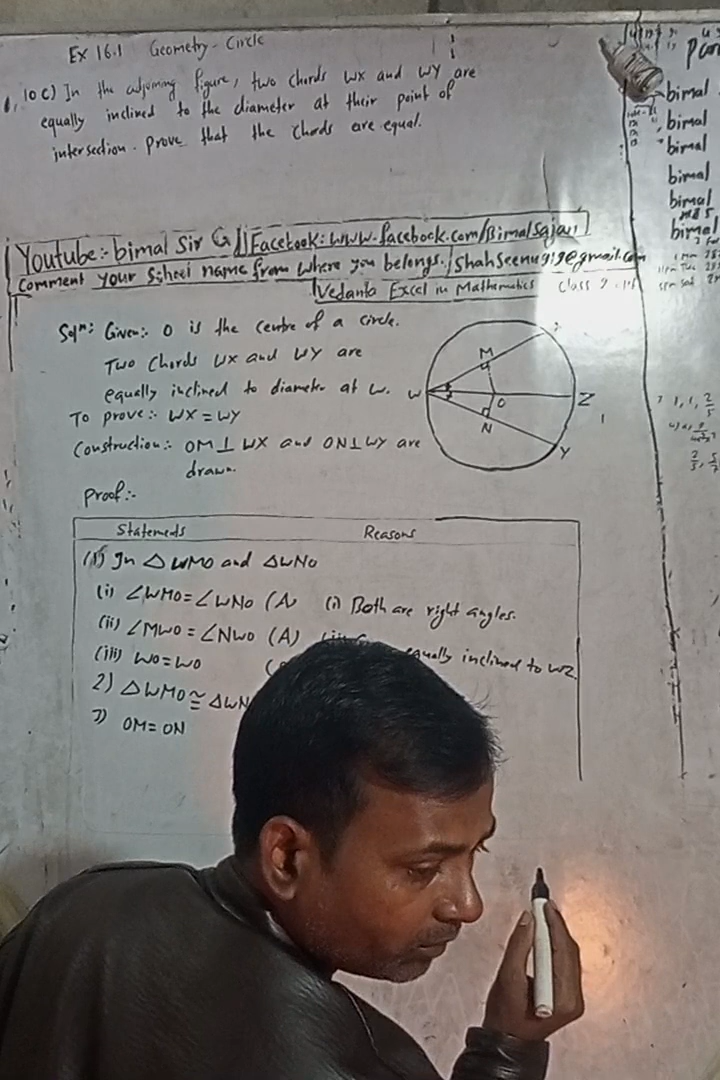 Ex 16.1 Geometry - Circle
10 c) In the adjoining figure, two chords WX and WY are
equally inclined to the diameter at their point of
intersection. Prove that the chords are equal.
Youtube:- bimal Sir G || Facebook: www.facebook.com/Bimalsajan
Comment your school name from where you belongs. / Shahseenu919@gmail.com
Vedanta Excel in Mathematics Class 9
Solⁿ: Given:- O is the centre of a circle.
Two chords WX and WY are
equally inclined to diameter at W.
To prove:- WX = WY
Construction:- OM⊥WX and ON⊥WY are
drawn.
Proof:-
M
W
O
Z
N
Y
Statements Reasons
(1) In △WMO and △WNO
(i) ∠WMO = ∠WNO (A (i) Both are right angles.
(ii) ∠MWO = ∠NWO (A) equally inclined to WZ
(iii) WO = WO
2) △WMO ≅ △WN
3) OM = ON
bimal
bimal
bimal
bimal
bimal
bimal